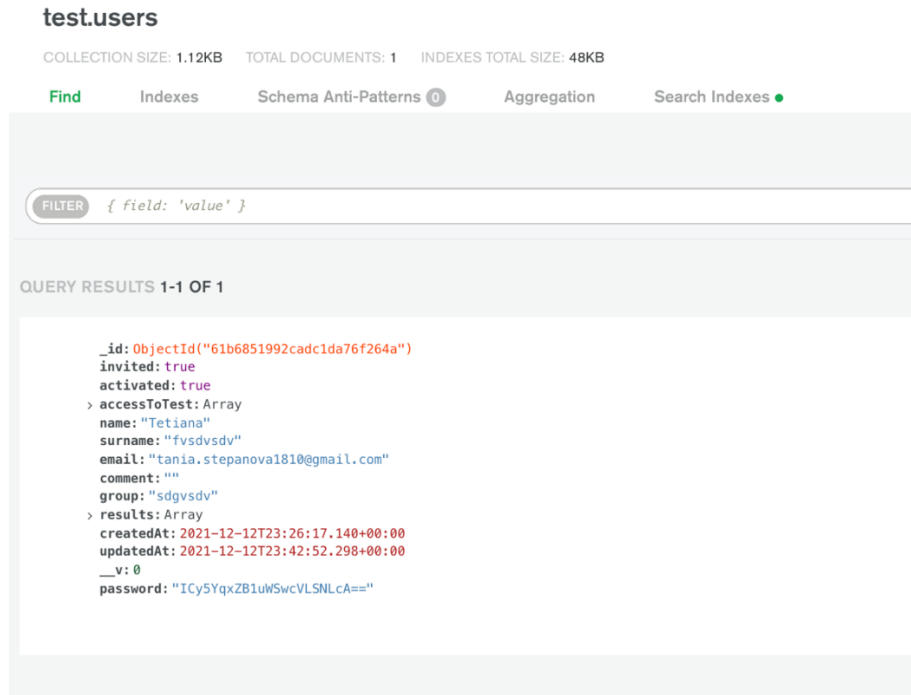 test.users
COLLECTION SIZE: 1.12KB TOTAL DOCUMENTS: 1 INDEXES TOTAL SIZE: 48KB
Find Indexes Schema Anti-Patterns 0 Aggregation Search Indexes
FILTER { field: 'value' }
QUERY RESULTS 1-1 OF 1
_id: ObjectId("61b6851992cadc1da76f264a")
invited: true
activated: true
> accessToTest: Array
name: "Tetiana"
surname: "fvsdvsdv"
email: "tania.stepanova1810@gmail.com"
comment: ""
group: "sdgvsdv"
> results: Array
createdAt: 2021-12-12T23:26:17.140+00:00
updatedAt: 2021-12-12T23:42:52.298+00:00
__v: 0
password: "ICy5YqxZB1uWSwcVLSNLcA=="